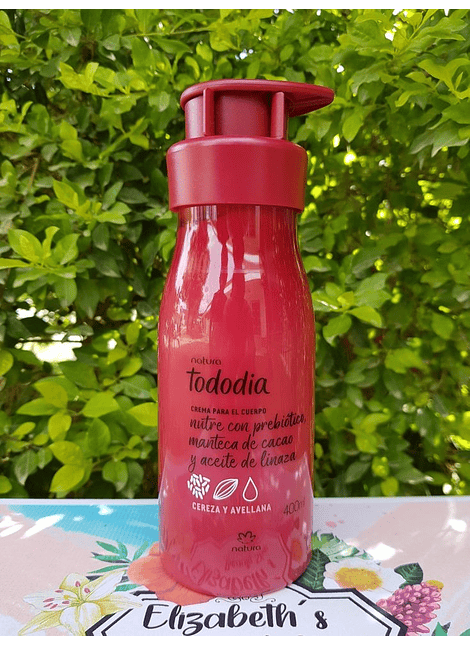 natura
tododia
CREMA PARA EL CUERPO
nutre con prebiótico,
manteca de cacao
y aceite de linaza
CEREZA Y AVELLANA
400ml
natura
Elizabeth´s